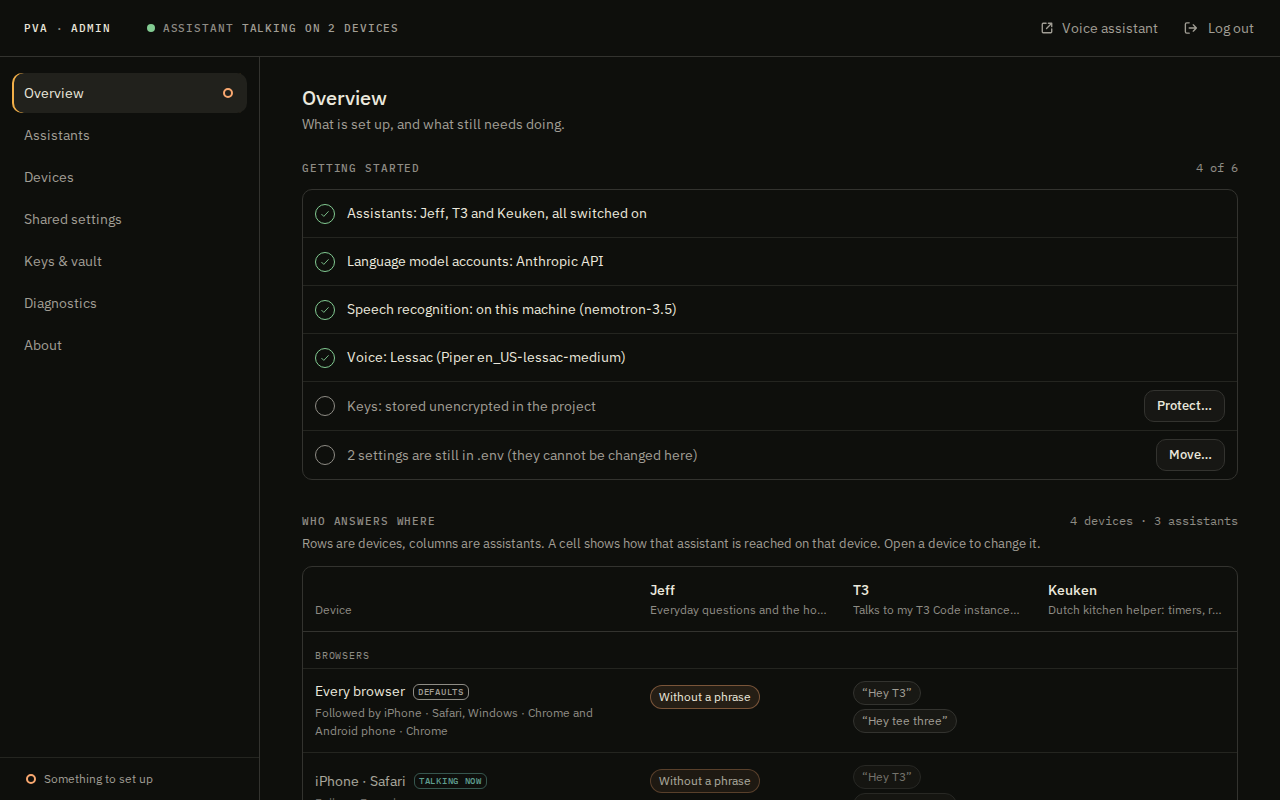 PVA · ADMIN
ASSISTANT TALKING ON 2 DEVICES
Voice assistant
Log out
Overview
Assistants
Devices
Shared settings
Keys & vault
Diagnostics
About
Something to set up
Overview
What is set up, and what still needs doing.
GETTING STARTED
4 of 6
Assistants: Jeff, T3 and Keuken, all switched on
Language model accounts: Anthropic API
Speech recognition: on this machine (nemotron-3.5)
Voice: Lessac (Piper en_US-lessac-medium)
Keys: stored unencrypted in the project
Protect...
2 settings are still in .env (they cannot be changed here)
Move...
WHO ANSWERS WHERE
4 devices · 3 assistants
Rows are devices, columns are assistants. A cell shows how that assistant is reached on that device. Open a device to change it.
Device
Jeff
Everyday questions and the ho...
T3
Talks to my T3 Code instance...
Keuken
Dutch kitchen helper: timers, r...
BROWSERS
Every browser DEFAULTS
Followed by iPhone · Safari, Windows · Chrome and
Android phone · Chrome
Without a phrase
“Hey T3”
“Hey tee three”
iPhone · Safari TALKING NOW
Without a phrase
“Hey T3”